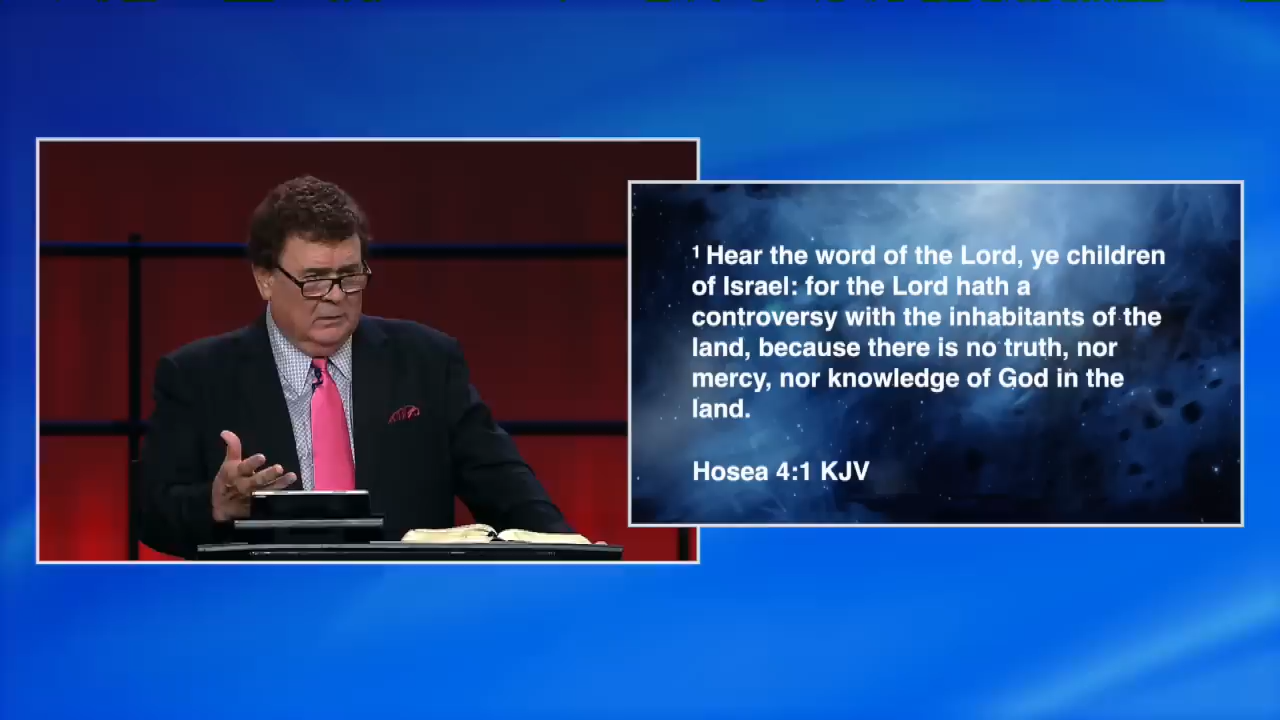 1 Hear the word of the Lord, ye children
of Israel: for the Lord hath a
controversy with the inhabitants of the
land, because there is no truth, nor
mercy, nor knowledge of God in the
land.
Hosea 4:1 KJV